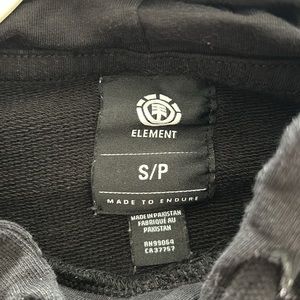 ELEMENT
S/P
MADE TO ENDURE
MADE IN PAKISTAN
FABRIQUÉ AU
PAKISTAN
RN99064
CA37757